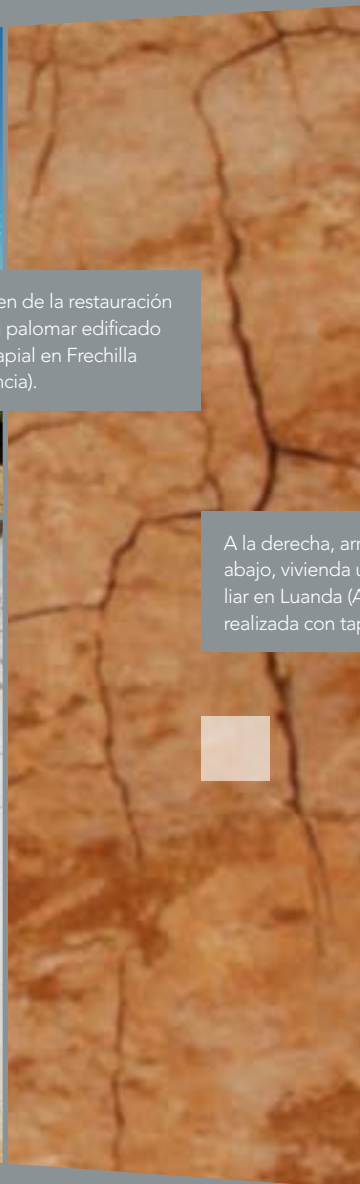 en de la restauración
palomar edificado
apial en Frechilla
ncia).
A la derecha, arr
abajo, vivienda u
liar en Luanda (A
realizada con tap